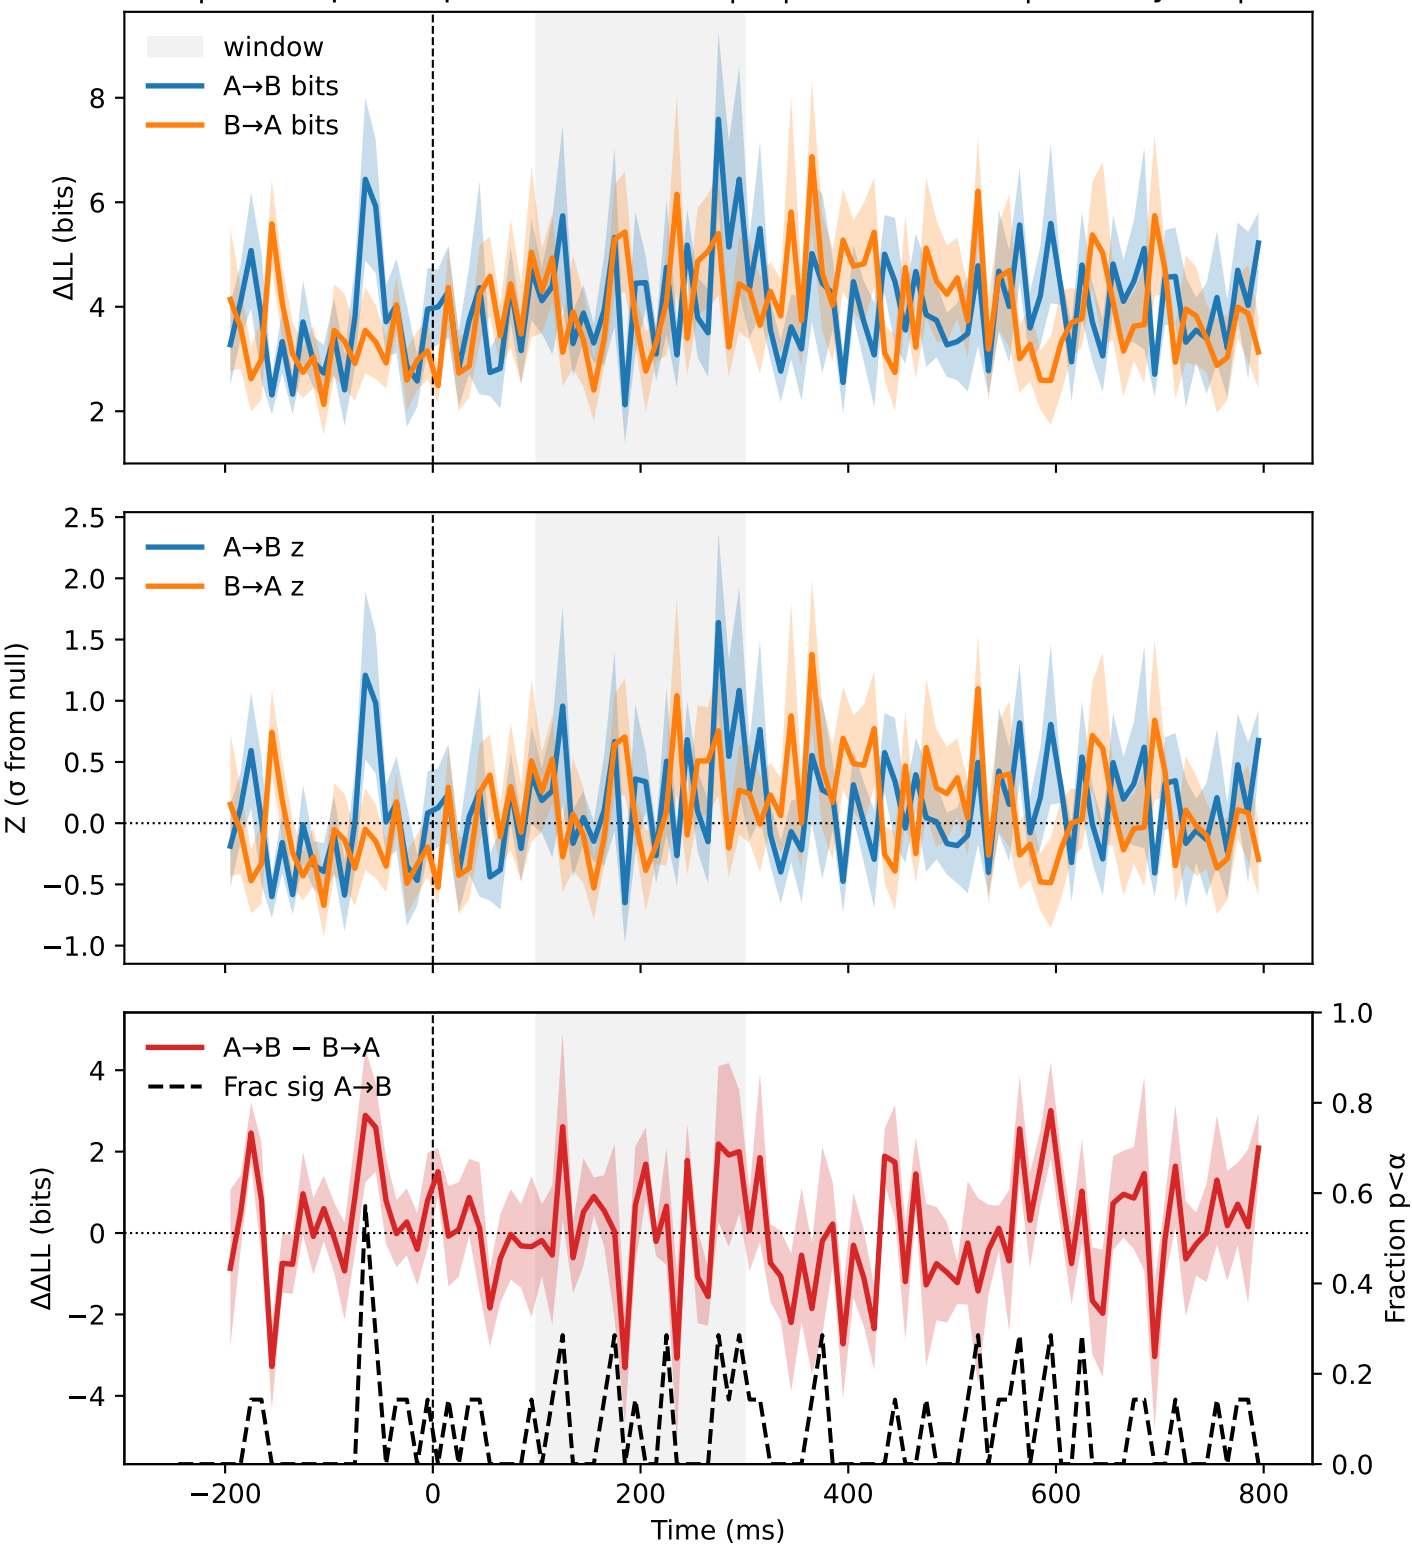 window
A→B bits
B→A bits
ΔLL (bits)
8
6
4
2
A→B z
B→A z
Z (σ from null)
2.5
2.0
1.5
1.0
0.5
0.0
−0.5
−1.0
A→B − B→A
Frac sig A→B
ΔΔLL (bits)
4
2
0
−2
−4
1.0
0.8
0.6
0.4
0.2
0.0
Fraction p<α
−200
0
200
400
600
800
Time (ms)